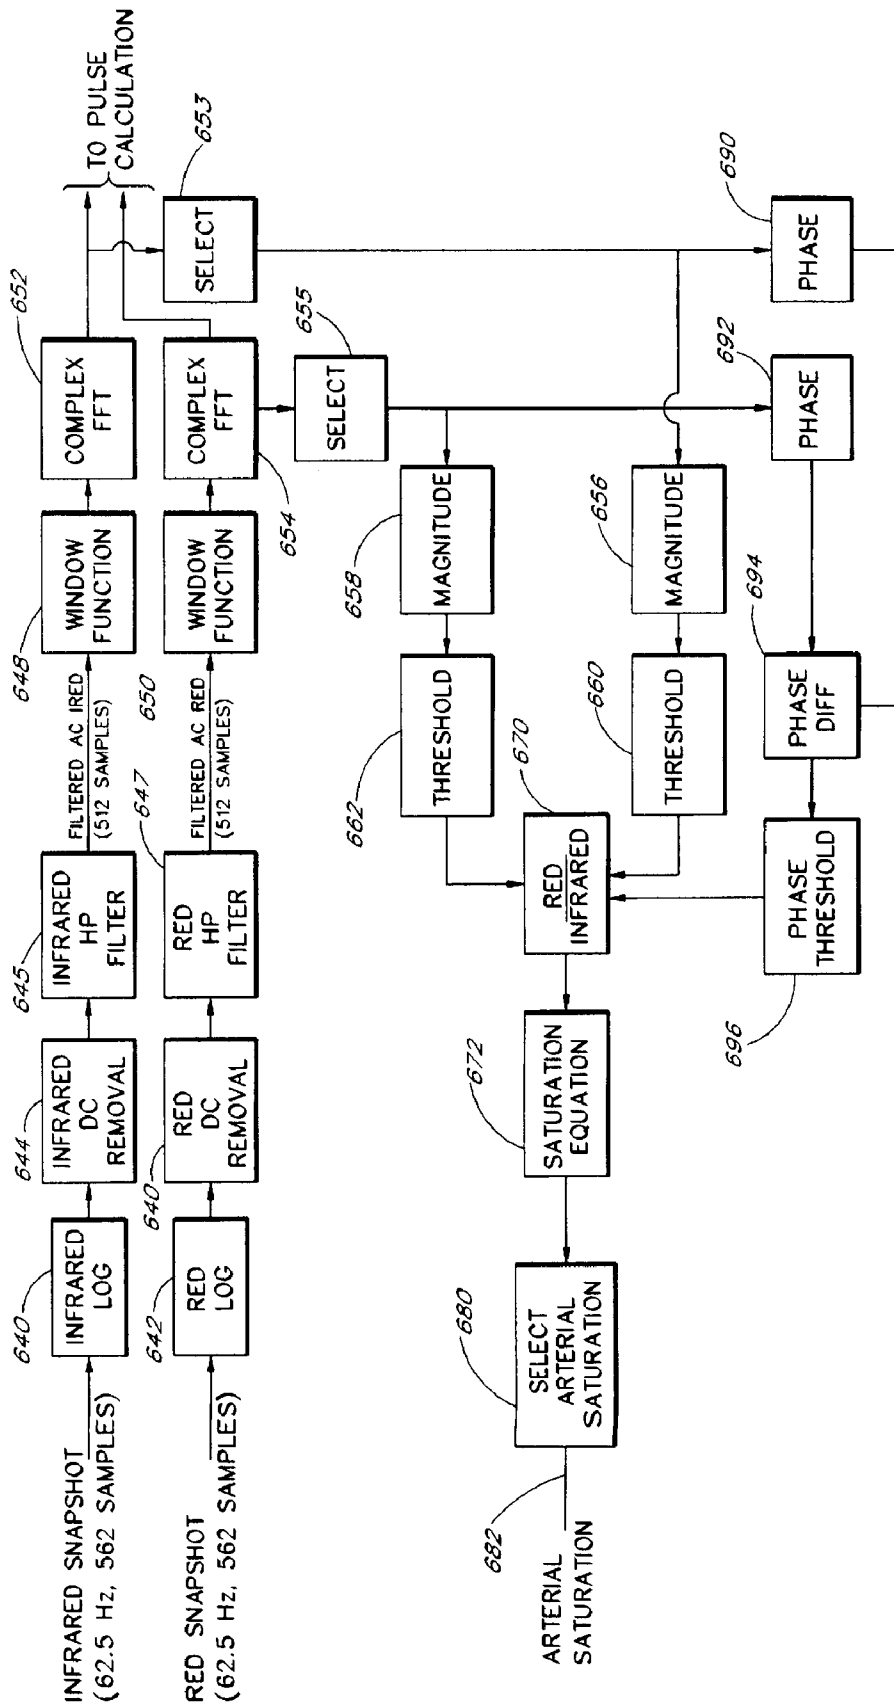 INFRARED SNAPSHOT
(62.5 Hz, 562 SAMPLES)
640
INFRARED
LOG
644
INFRARED
DC
REMOVAL
645
INFRARED
HP
FILTER
FILTERED AC IRED
(512 SAMPLES)
648
WINDOW
FUNCTION
652
COMPLEX
FFT
TO PULSE
CALCULATION
RED SNAPSHOT
(62.5 Hz, 562 SAMPLES)
642
RED
LOG
640
RED
DC
REMOVAL
647
RED
HP
FILTER
FILTERED AC RED
(512 SAMPLES)
650
WINDOW
FUNCTION
654
COMPLEX
FFT
653
SELECT
655
SELECT
658
MAGNITUDE
662
THRESHOLD
656
MAGNITUDE
660
THRESHOLD
670
RED
INFRARED
672
SATURATION
EQUATION
680
SELECT
ARTERIAL
SATURATION
682
ARTERIAL
SATURATION
690
PHASE
692
PHASE
694
PHASE
DIFF
PHASE
THRESHOLD
696